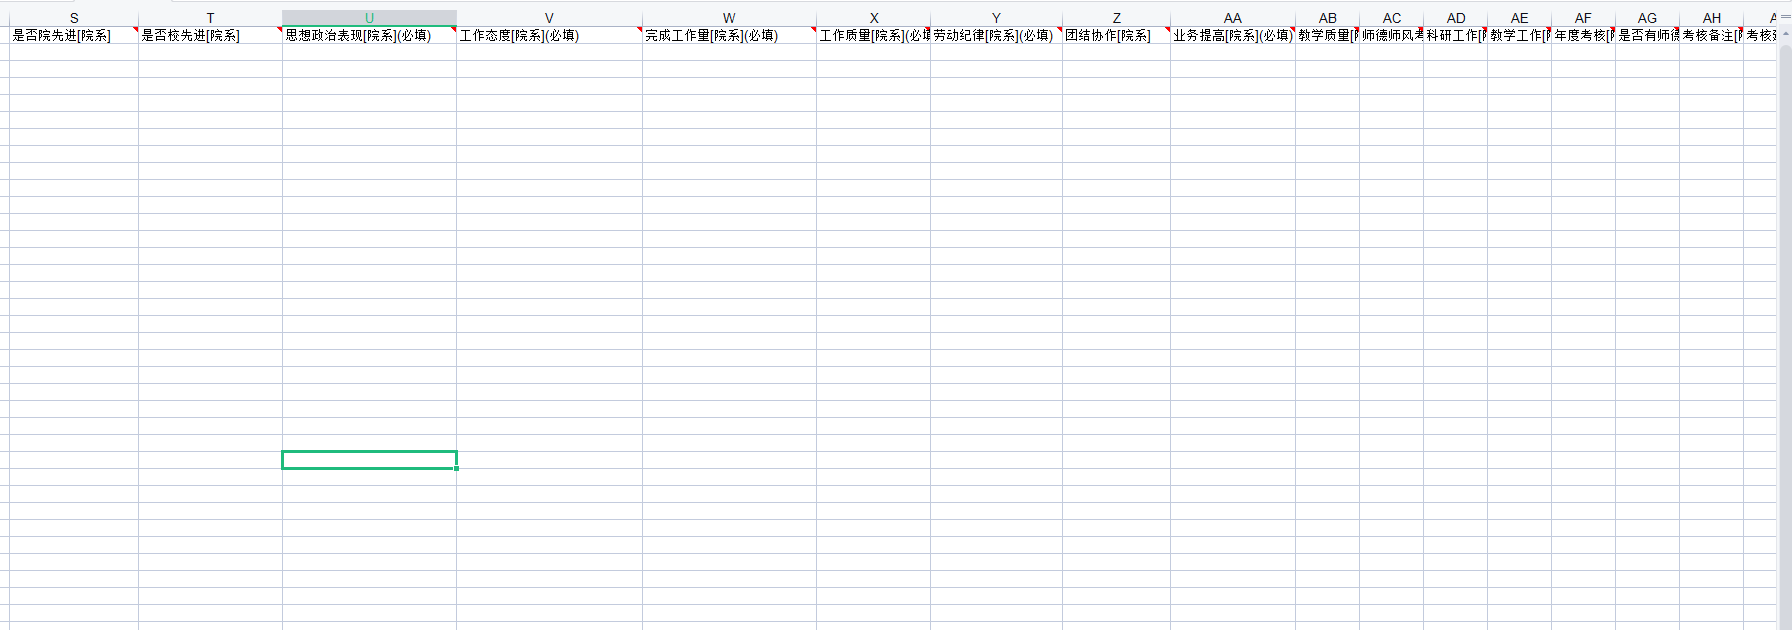 S T U V W X Y Z AA AB AC AD AE AF AG AH
是否院先进[院系] 是否校先进[院系] 思想政治表现[院系](必填) 工作态度[院系](必填) 完成工作量[院系](必填) 工作质量[院系](必 劳动纪律[院系](必填) 团结协作[院系] 业务提高[院系](必填) 教学质量[ 师德师风考 科研工作[ 教学工作[ 年度考核[ 是否有师德 考核备注[ 考核